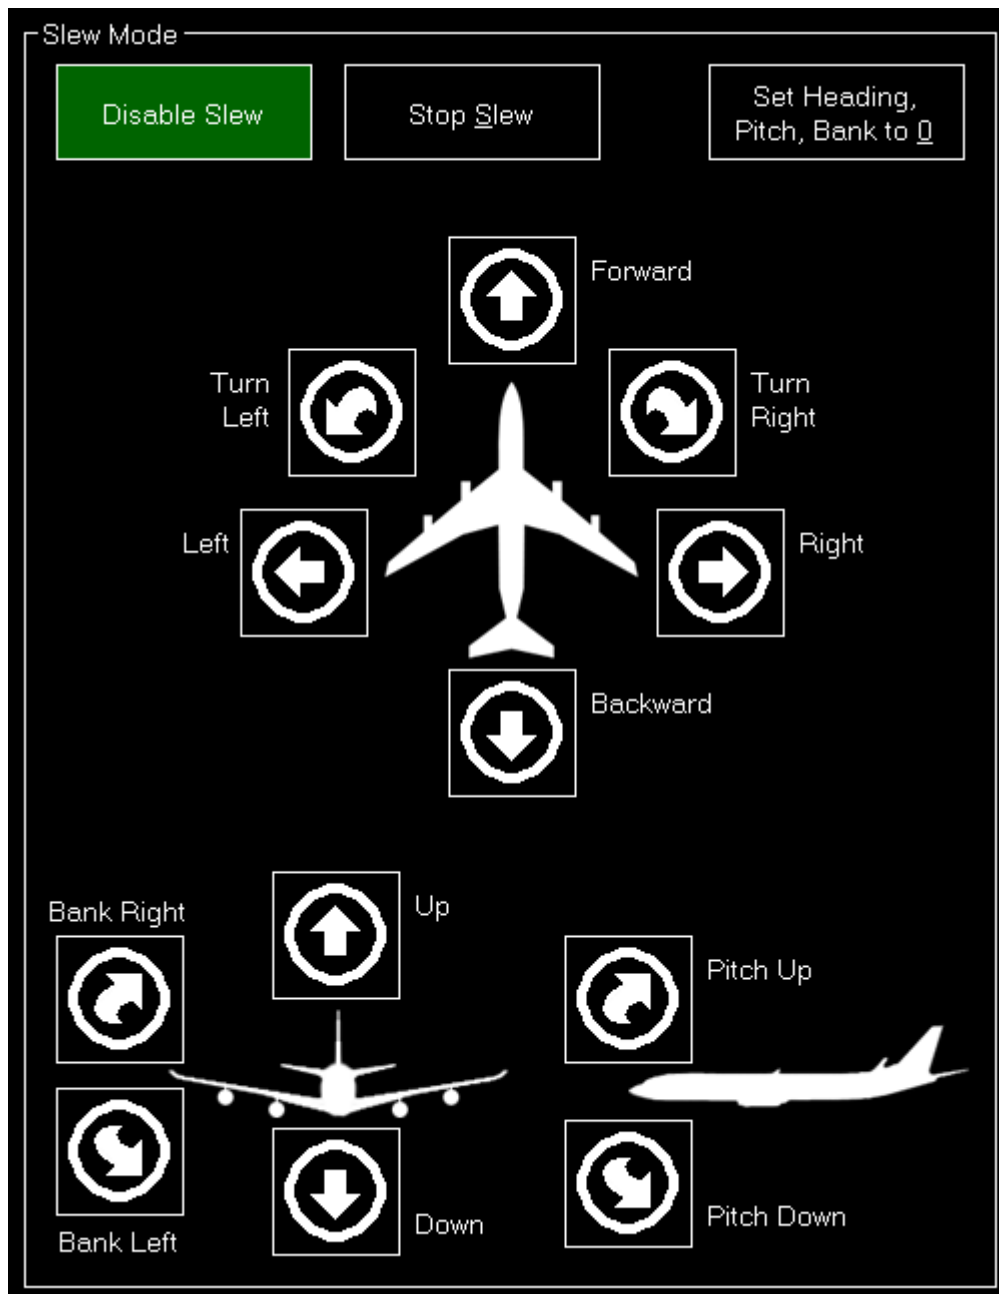 Slew Mode
Disable Slew
Stop Slew
Set Heading,
Pitch, Bank to 0
Forward
Turn
Left
Turn
Right
Left
Right
Backward
Bank Right
Up
Pitch Up
Bank Left
Down
Pitch Down